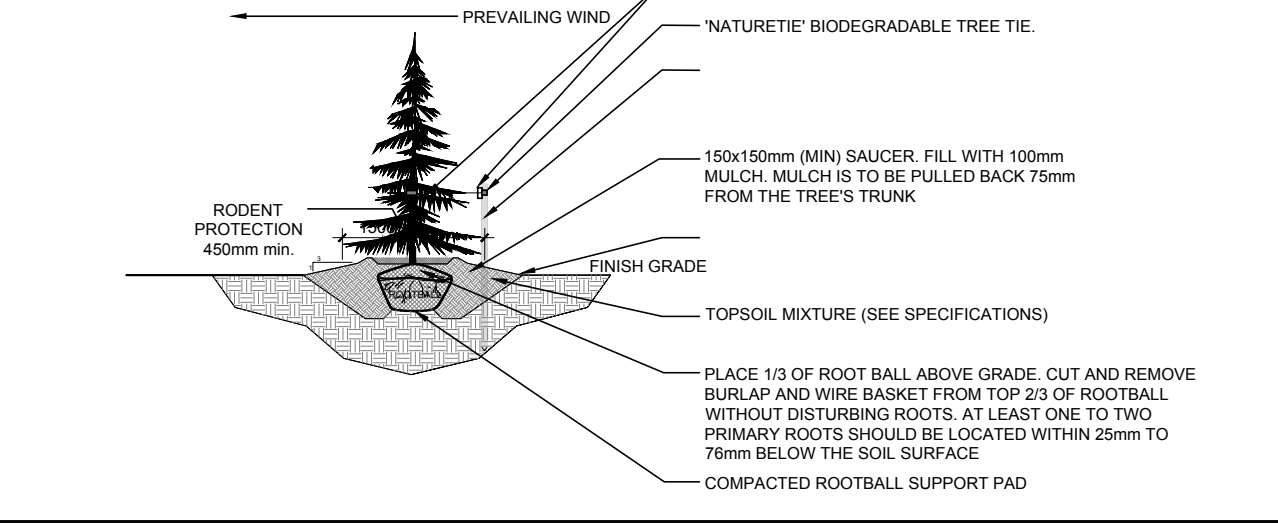 PREVAILING WIND
'NATURETIE' BIODEGRADABLE TREE TIE.
150x150mm (MIN) SAUCER. FILL WITH 100mm
MULCH. MULCH IS TO BE PULLED BACK 75mm
FROM THE TREE'S TRUNK
RODENT
PROTECTION
450mm min.
3
1
FINISH GRADE
TOPSOIL MIXTURE (SEE SPECIFICATIONS)
PLACE 1/3 OF ROOT BALL ABOVE GRADE. CUT AND REMOVE
BURLAP AND WIRE BASKET FROM TOP 2/3 OF ROOTBALL
WITHOUT DISTURBING ROOTS. AT LEAST ONE TO TWO
PRIMARY ROOTS SHOULD BE LOCATED WITHIN 25mm TO
76mm BELOW THE SOIL SURFACE
COMPACTED ROOTBALL SUPPORT PAD